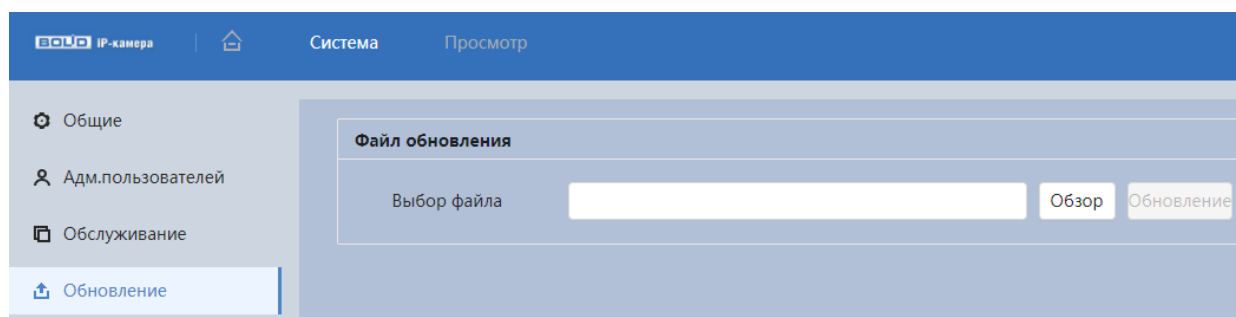 BOLID IP-камера Система Просмотр
Общие
Адм.пользователей
Обслуживание
Обновление
Файл обновления
Выбор файла Обзор Обновление